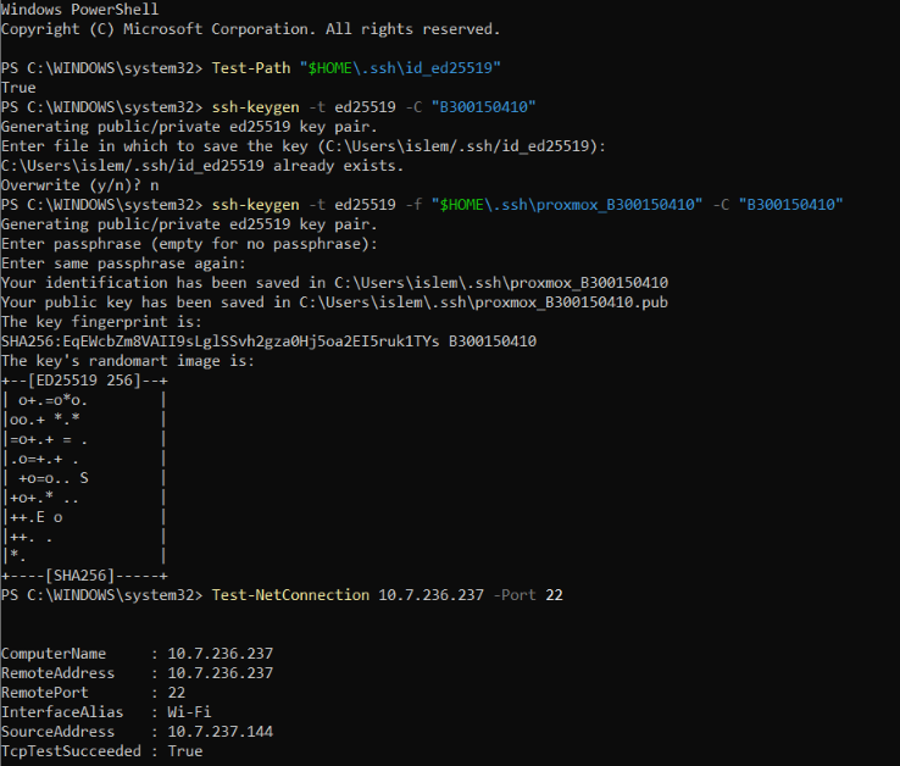 Windows PowerShell
Copyright (C) Microsoft Corporation. All rights reserved.
PS C:\WINDOWS\system32> Test-Path "$HOME\.ssh\id_ed25519"
True
PS C:\WINDOWS\system32> ssh-keygen -t ed25519 -C "B300150410"
Generating public/private ed25519 key pair.
Enter file in which to save the key (C:\Users\islem/.ssh/id_ed25519):
C:\Users\islem/.ssh/id_ed25519 already exists.
Overwrite (y/n)? n
PS C:\WINDOWS\system32> ssh-keygen -t ed25519 -f "$HOME\.ssh\proxmox_B300150410" -C "B300150410"
Generating public/private ed25519 key pair.
Enter passphrase (empty for no passphrase):
Enter same passphrase again:
Your identification has been saved in C:\Users\islem\.ssh\proxmox_B300150410
Your public key has been saved in C:\Users\islem\.ssh\proxmox_B300150410.pub
The key fingerprint is:
SHA256:EqEWcbZm8VAII9sLglSSvh2gza0Hj5oa2EI5ruk1TYs B300150410
The key's randomart image is:
+--[ED25519 256]--+
| o+.=o*o.        |
|oo.+ *.*         |
|=o+.+ = .        |
|.o=+.+ .         |
| +o=o.. S        |
|+o+.* ..         |
|++.E o           |
|++. .            |
|*.               |
+----[SHA256]-----+
PS C:\WINDOWS\system32> Test-NetConnection 10.7.236.237 -Port 22
ComputerName     : 10.7.236.237
RemoteAddress    : 10.7.236.237
RemotePort       : 22
InterfaceAlias   : Wi-Fi
SourceAddress    : 10.7.237.144
TcpTestSucceeded : True